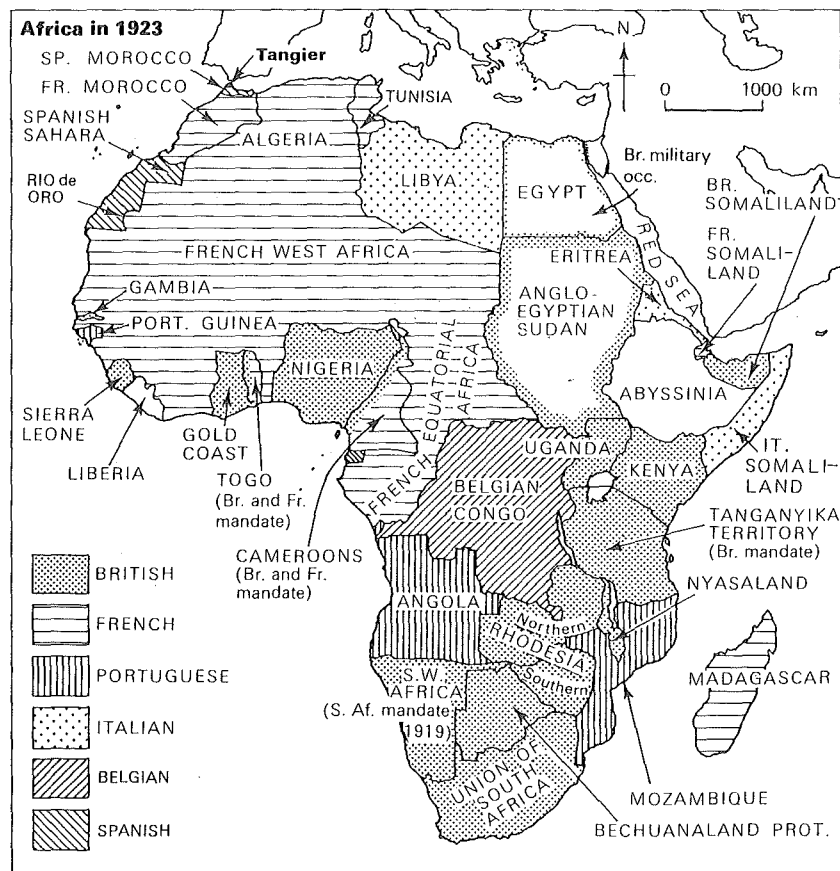 Africa in 1923
SP. MOROCCO
Tangier
FR. MOROCCO
SPANISH
SAHARA
RIO de
ORO
ALGERIA
TUNISIA
LIBYA
EGYPT
Br. military
occ.
N
0 1000 km
BR.
SOMALILAND
FR.
SOMALI-
LAND
RED SEA
ERITREA
FRENCH WEST AFRICA
GAMBIA
PORT. GUINEA
ANGLO-
EGYPTIAN
SUDAN
NIGERIA
FRENCH EQUATORIAL AFRICA
ABYSSINIA
SIERRA
LEONE
LIBERIA
GOLD
COAST
TOGO
(Br. and Fr.
mandate)
CAMEROONS
(Br. and Fr.
mandate)
UGANDA
KENYA
IT.
SOMALI-
LAND
BELGIAN
CONGO
TANGANYIKA
TERRITORY
(Br. mandate)
NYASALAND
ANGOLA
Northern
RHODESIA
Southern
S.W.
AFRICA
(S. Af. mandate
1919)
MADAGASCAR
UNION OF
SOUTH
AFRICA
MOZAMBIQUE
BECHUANALAND PROT.
BRITISH
FRENCH
PORTUGUESE
ITALIAN
BELGIAN
SPANISH